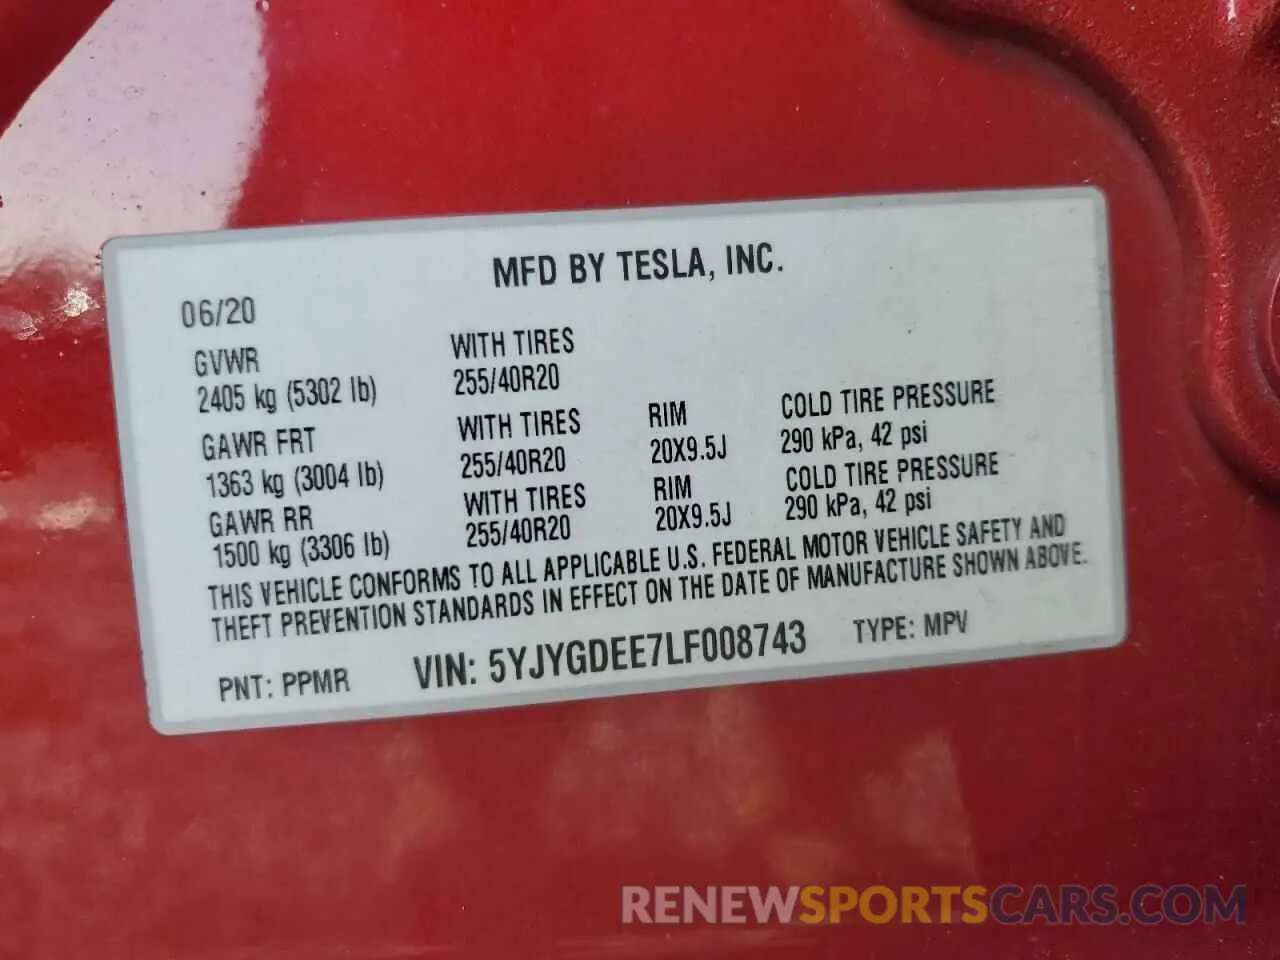 MFD BY TESLA, INC.
06/20
GVWR WITH TIRES
2405 kg (5302 lb) 255/40R20
GAWR FRT WITH TIRES RIM COLD TIRE PRESSURE
1363 kg (3004 lb) 255/40R20 20X9.5J 290 kPa, 42 psi
GAWR RR WITH TIRES RIM COLD TIRE PRESSURE
1500 kg (3306 lb) 255/40R20 20X9.5J 290 kPa, 42 psi
THIS VEHICLE CONFORMS TO ALL APPLICABLE U.S. FEDERAL MOTOR VEHICLE SAFETY AND
THEFT PREVENTION STANDARDS IN EFFECT ON THE DATE OF MANUFACTURE SHOWN ABOVE.
PNT: PPMR VIN: 5YJYGDEE7LF008743 TYPE: MPV
RENEWSPORTSCARS.COM